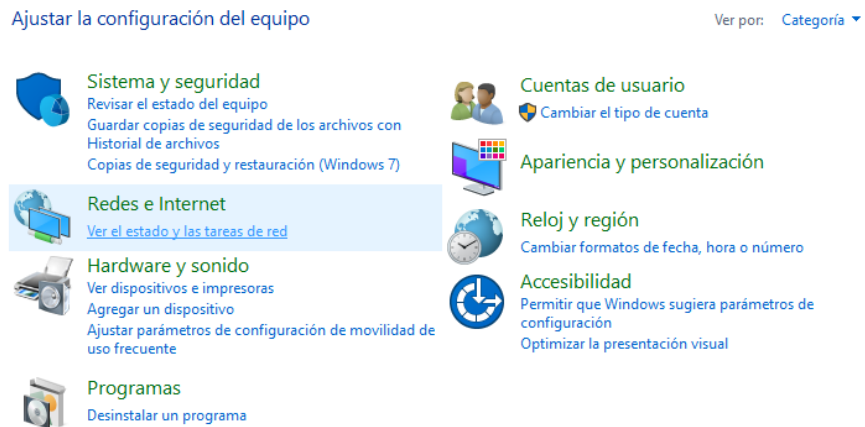 Ajustar la configuración del equipo
Ver por: Categoría
Sistema y seguridad
Revisar el estado del equipo
Guardar copias de seguridad de los archivos con
Historial de archivos
Copias de seguridad y restauración (Windows 7)
Redes e Internet
Ver el estado y las tareas de red
Hardware y sonido
Ver dispositivos e impresoras
Agregar un dispositivo
Ajustar parámetros de configuración de movilidad de
uso frecuente
Programas
Desinstalar un programa
Cuentas de usuario
Cambiar el tipo de cuenta
Apariencia y personalización
Reloj y región
Cambiar formatos de fecha, hora o número
Accesibilidad
Permitir que Windows sugiera parámetros de
configuración
Optimizar la presentación visual